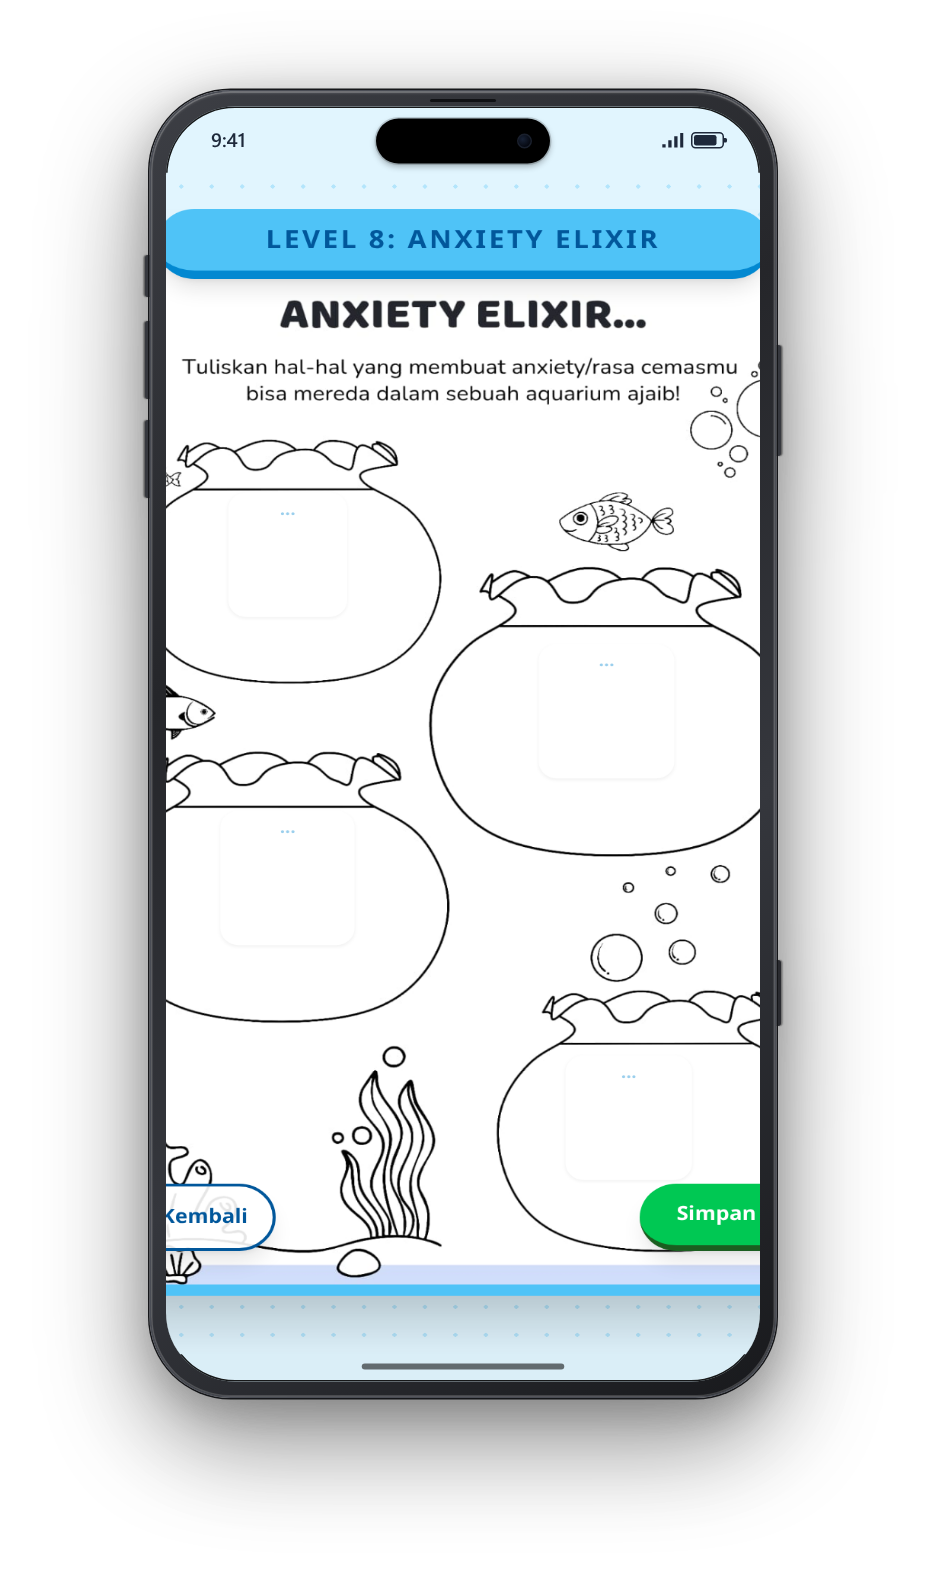 9:41
LEVEL 8: ANXIETY ELIXIR
ANXIETY ELIXIR...
Tuliskan hal-hal yang membuat anxiety/rasa cemasmu
bisa mereda dalam sebuah aquarium ajaib!
...
...
...
...
Kembali
Simpan